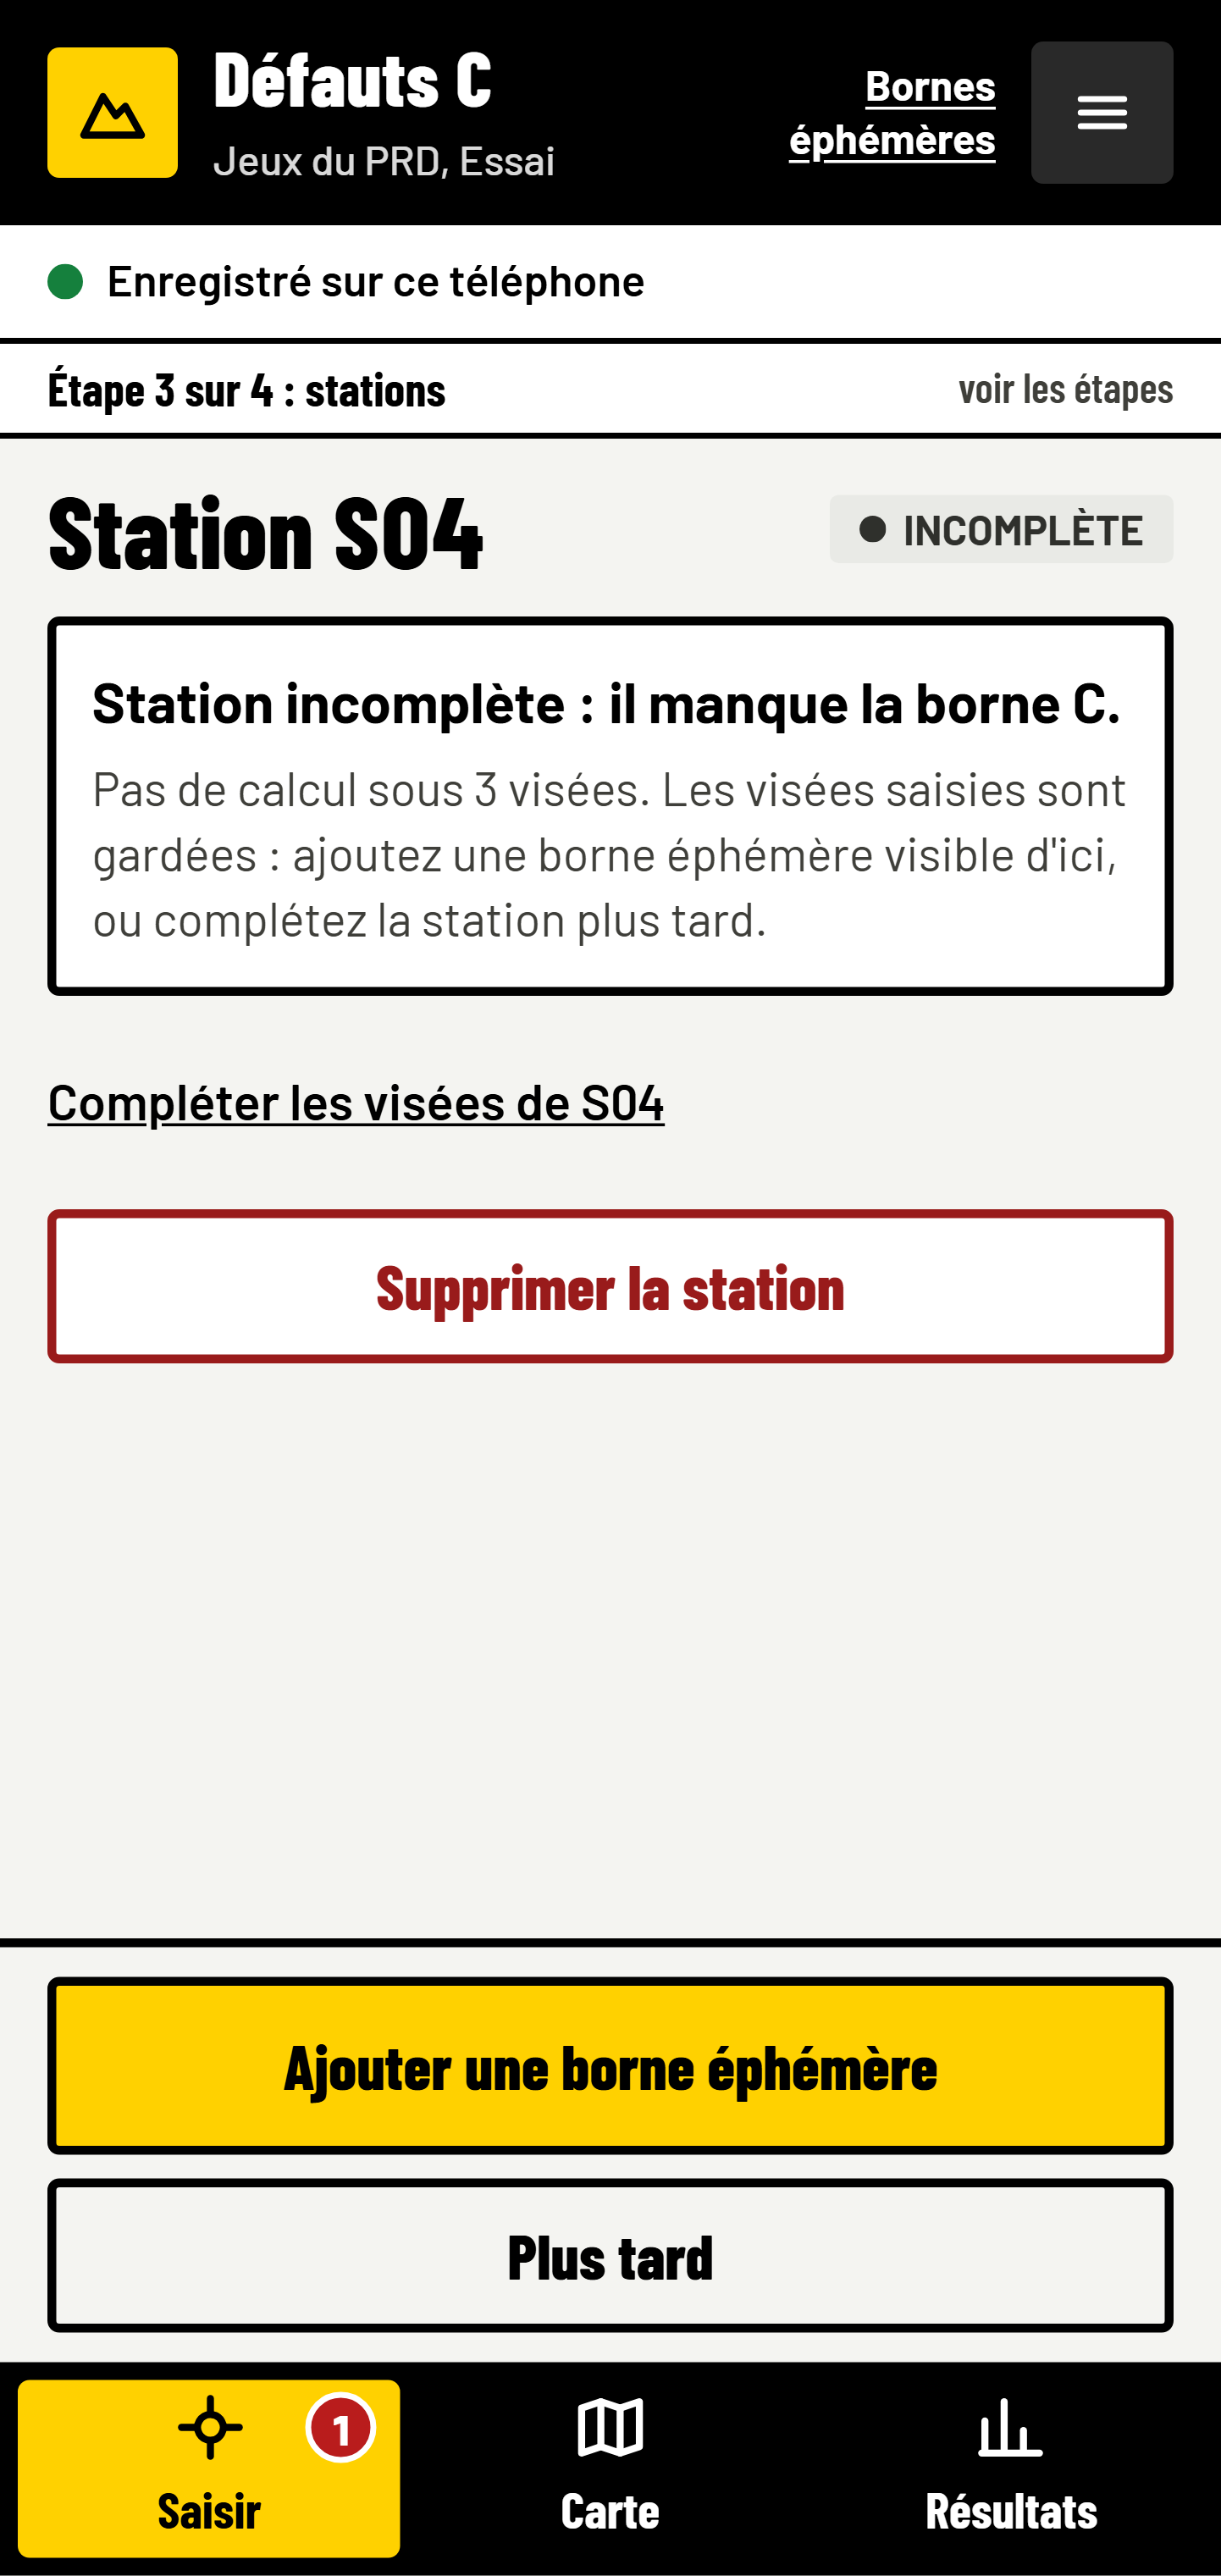 Défauts C
Jeux du PRD, Essai
Bornes
éphémères
Enregistré sur ce téléphone
Étape 3 sur 4 : stations
voir les étapes
Station S04
INCOMPLÈTE
Station incomplète : il manque la borne C.
Pas de calcul sous 3 visées. Les visées saisies sont
gardées : ajoutez une borne éphémère visible d'ici,
ou complétez la station plus tard.
Compléter les visées de S04
Supprimer la station
Ajouter une borne éphémère
Plus tard
1
Saisir
Carte
Résultats